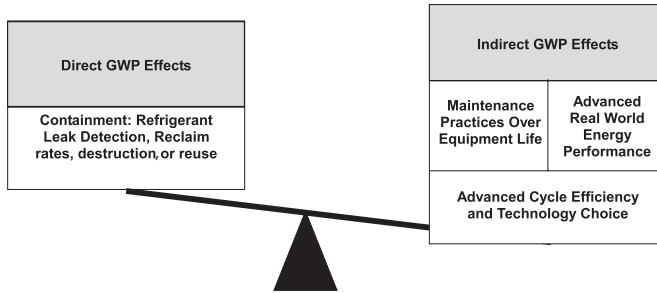 Direct GWP Effects
Containment: Refrigerant
Leak Detection, Reclaim
rates, destruction, or reuse
Indirect GWP Effects
Maintenance
Practices Over
Equipment Life
Advanced
Real World
Energy
Performance
Advanced Cycle Efficiency
and Technology Choice